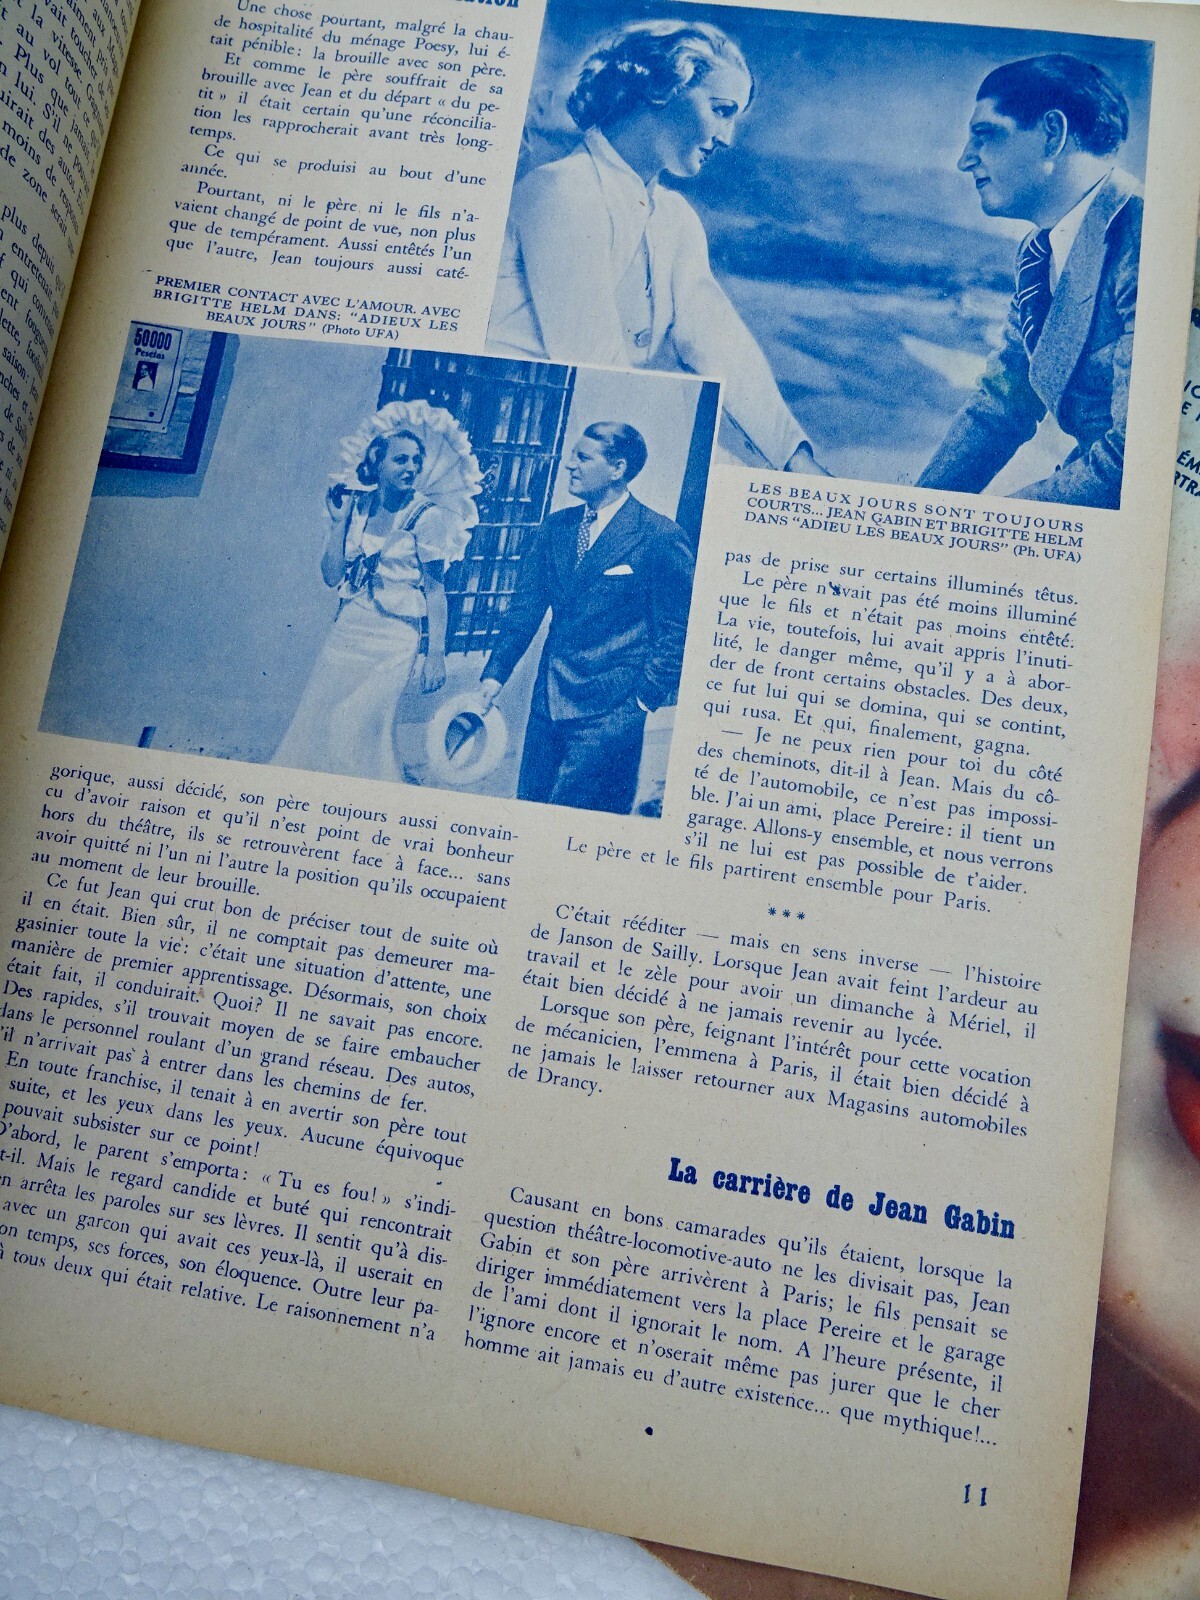 Une chose pourtant, malgré la chau-
de hospitalité du ménage Poesy, lui é-
tait pénible: la brouille avec son père.
Et comme le père souffrait de sa
brouille avec Jean et du départ « du pe-
tit » il était certain qu'une réconcilia-
tion les rapprocherait avant très long-
temps.
Ce qui se produisi au bout d'une
année.
Pourtant, ni le père ni le fils n'a-
vaient changé de point de vue, non plus
que de tempérament. Aussi entêtés l'un
que l'autre, Jean toujours aussi caté-
PREMIER CONTACT AVEC L'AMOUR. AVEC
BRIGITTE HELM DANS: "ADIEUX LES
BEAUX JOURS" (Photo UFA)
50000
Pesetas
gorique, aussi décidé, son père toujours aussi convain-
cu d'avoir raison et qu'il n'est point de vrai bonheur
hors du théâtre, ils se retrouvèrent face à face... sans
avoir quitté ni l'un ni l'autre la position qu'ils occupaient
au moment de leur brouille.
Ce fut Jean qui crut bon de préciser tout de suite où
il en était. Bien sûr, il ne comptait pas demeurer ma-
gasinier toute la vie: c'était une situation d'attente, une
manière de premier apprentissage. Désormais, son choix
était fait, il conduirait. Quoi? Il ne savait pas encore.
Des rapides, s'il trouvait moyen de se faire embaucher
dans le personnel roulant d'un grand réseau. Des autos,
'il n'arrivait pas à entrer dans les chemins de fer.
En toute franchise, il tenait à en avertir son père tout
suite, et les yeux dans les yeux. Aucune équivoque
pouvait subsister sur ce point!
D'abord, le parent s'emporta: « Tu es fou! » s'indi-
t-il. Mais le regard candide et buté qui rencontrait
en arrêta les paroles sur ses lèvres. Il sentit qu'à dis-
avec un garcon qui avait ces yeux-là, il userait en
on temps, ses forces, son éloquence. Outre leur pa-
à tous deux qui était relative. Le raisonnement n'a
LES BEAUX JOURS SONT TOUJOURS
COURTS... JEAN GABIN ET BRIGITTE HELM
DANS "ADIEU LES BEAUX JOURS" (Ph. UFA)
pas de prise sur certains illuminés têtus.
Le père n'avait pas été moins illuminé
que le fils et n'était pas moins entêté.
La vie, toutefois, lui avait appris l'inuti-
lité, le danger même, qu'il y a à abor-
der de front certains obstacles. Des deux,
ce fut lui qui se domina, qui se contint,
qui rusa. Et qui, finalement, gagna.
— Je ne peux rien pour toi du côté
des cheminots, dit-il à Jean. Mais du cô-
té de l'automobile, ce n'est pas impossi-
ble. J'ai un ami, place Pereire: il tient un
garage. Allons-y ensemble, et nous verrons
s'il ne lui est pas possible de t'aider.
Le père et le fils partirent ensemble pour Paris.
***
C'était rééditer — mais en sens inverse — l'histoire
de Janson de Sailly. Lorsque Jean avait feint l'ardeur au
travail et le zèle pour avoir un dimanche à Mériel, il
était bien décidé à ne jamais revenir au lycée.
Lorsque son père, feignant l'intérêt pour cette vocation
de mécanicien, l'emmena à Paris, il était bien décidé à
ne jamais le laisser retourner aux Magasins automobiles
de Drancy.
La carrière de Jean Gabin
Causant en bons camarades qu'ils étaient, lorsque la
question théâtre-locomotive-auto ne les divisait pas, Jean
Gabin et son père arrivèrent à Paris; le fils pensait se
diriger immédiatement vers la place Pereire et le garage
de l'ami dont il ignorait le nom. A l'heure présente, il
l'ignore encore et n'oserait même pas jurer que le cher
homme ait jamais eu d'autre existence... que mythique!...
11